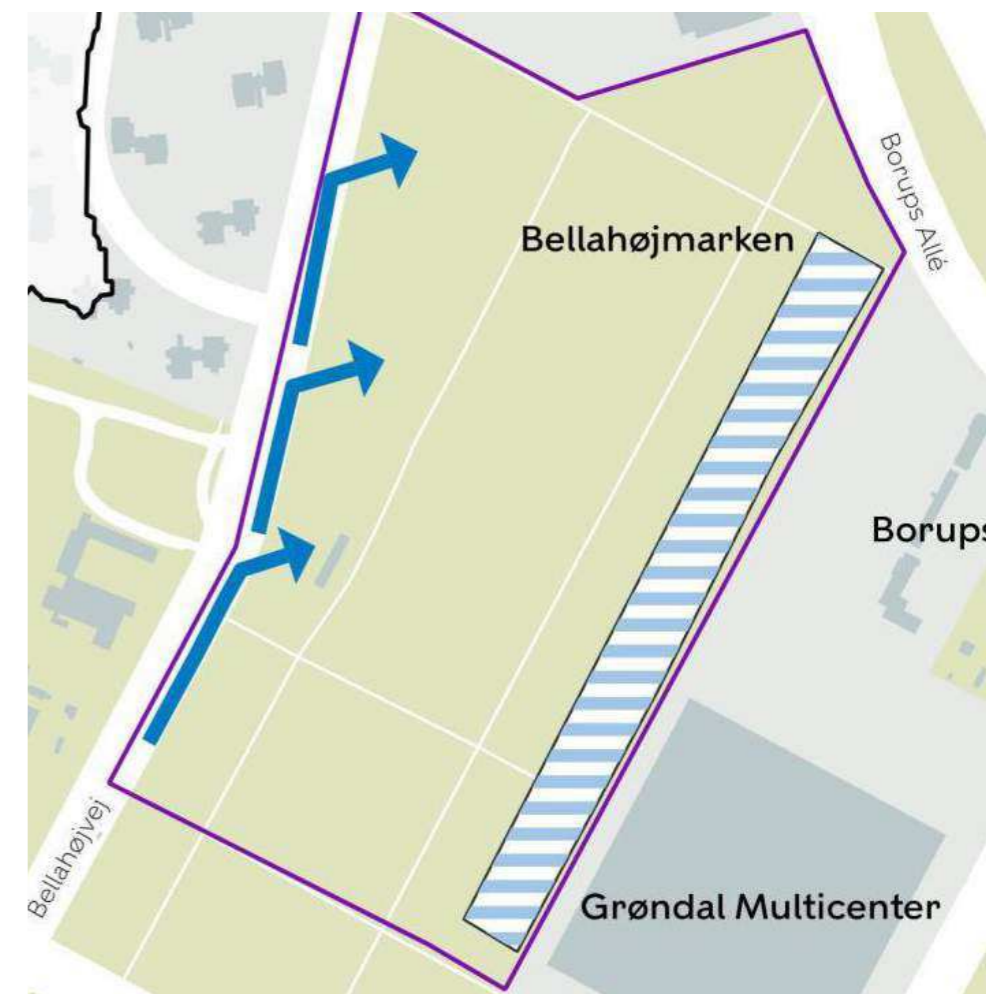 Borups Allé
Bellahøjmarken
Borups
Bellahøjvej
Grøndal Multicenter